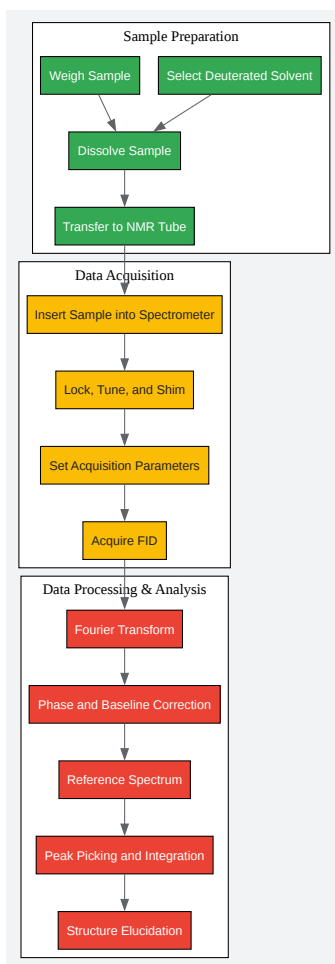 Sample Preparation
Weigh Sample
Select Deuterated Solvent
Dissolve Sample
Transfer to NMR Tube
Data Acquisition
Insert Sample into Spectrometer
Lock, Tune, and Shim
Set Acquisition Parameters
Acquire FID
Data Processing & Analysis
Fourier Transform
Phase and Baseline Correction
Reference Spectrum
Peak Picking and Integration
Structure Elucidation